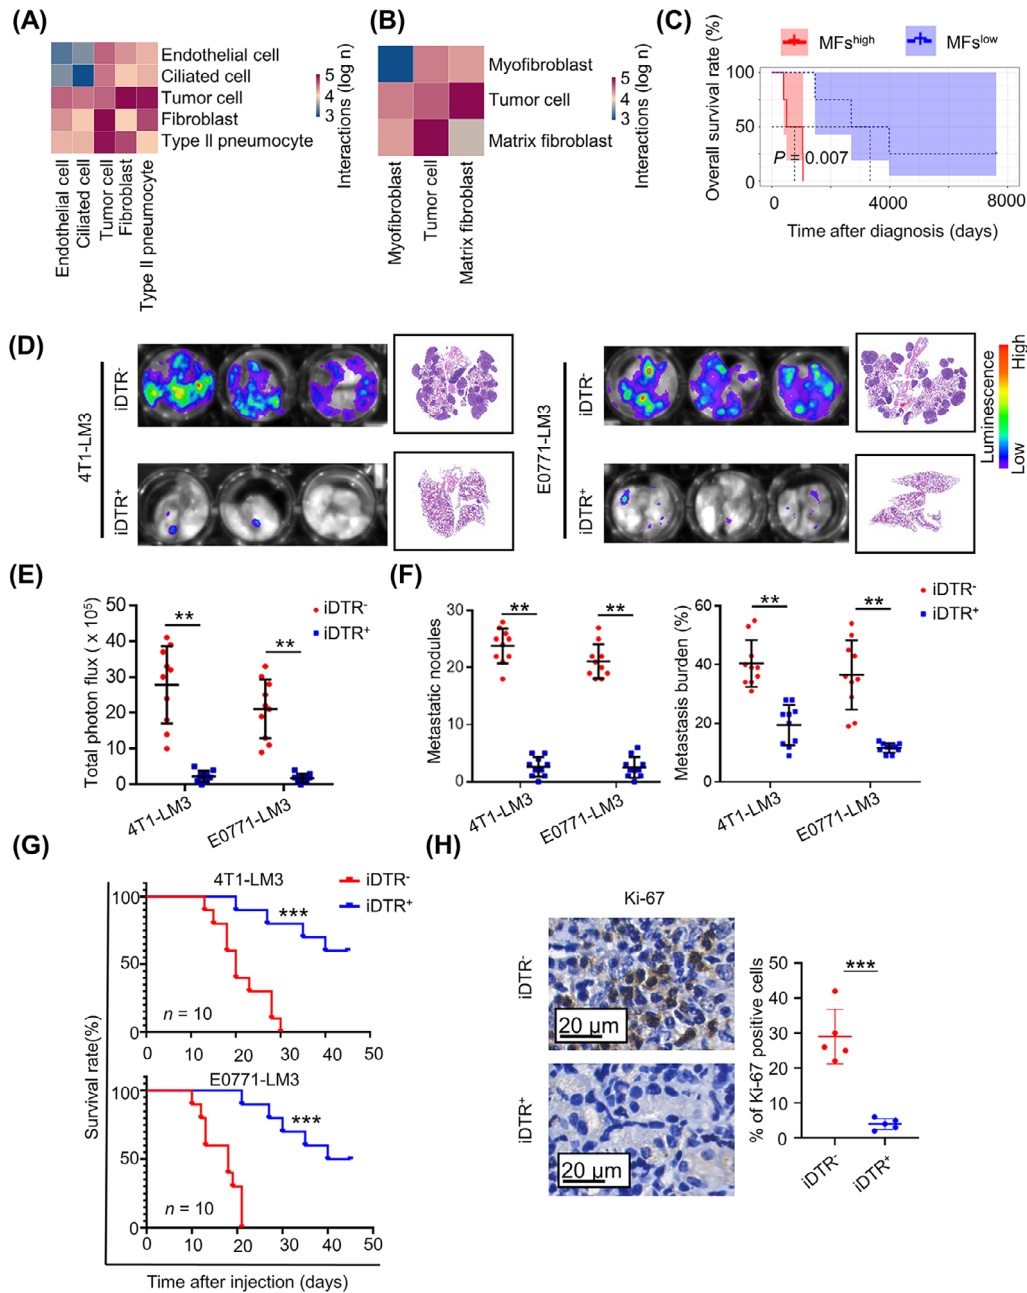 (A)
Endothelial cell
Ciliated cell
Tumor cell
Fibroblast
Type II pneumocyte
Endothelial cell
Ciliated cell
Tumor cell
Fibroblast
Type II pneumocyte
5
4
3
Interactions (log n)
(B)
Myofibroblast
Tumor cell
Matrix fibroblast
Myofibroblast
Tumor cell
Matrix fibroblast
5
4
3
Interactions (log n)
(C)
MFshigh
MFslow
Overall survival rate (%)
100
50
0
P = 0.007
0
4000
8000
Time after diagnosis (days)
(D)
4T1-LM3
iDTR-
iDTR+
E0771-LM3
iDTR-
iDTR+
Luminescence
High
Low
(E)
iDTR-
iDTR+
Total photon flux ( x 10⁵)
50
40
30
20
10
0
**
**
4T1-LM3
E0771-LM3
(F)
Metastatic nodules
30
20
10
0
**
**
4T1-LM3
E0771-LM3
Metastasis burden (%)
60
40
20
0
**
**
4T1-LM3
E0771-LM3
iDTR-
iDTR+
(G)
4T1-LM3
iDTR-
iDTR+
100
50
0
***
n = 10
0 10 20 30 40 50
Survival rate(%)
E0771-LM3
100
50
0
***
n = 10
0 10 20 30 40 50
Time after injection (days)
(H)
Ki-67
iDTR-
20 µm
iDTR+
20 µm
% of Ki-67 positive cells
50
40
30
20
10
0
***
iDTR-
iDTR+